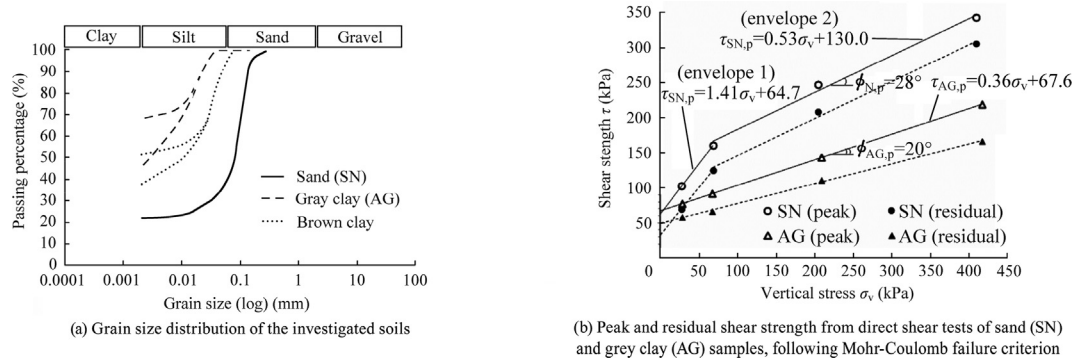 Clay Silt Sand Gravel
100
90
80
70
60
50
40
30
20
10
0
Passing percentage (%)
Sand (SN)
Gray clay (AG)
Brown clay
0.0001 0.001 0.01 0.1 1 10 100
Grain size (log) (mm)
(a) Grain size distribution of the investigated soils
350
300
250
200
150
100
50
Shear stength τ (kPa)
(envelope 2)
τSN,p=0.53σv+130.0
(envelope 1)
τSN,p=1.41σv+64.7
ϕN,p=28°
τAG,p=0.36σv+67.6
ϕAG,p=20°
SN (peak) SN (residual)
AG (peak) AG (residual)
0 50 100 150 200 250 300 350 400 450
Vertical stress σv (kPa)
(b) Peak and residual shear strength from direct shear tests of sand (SN)
and grey clay (AG) samples, following Mohr-Coulomb failure criterion